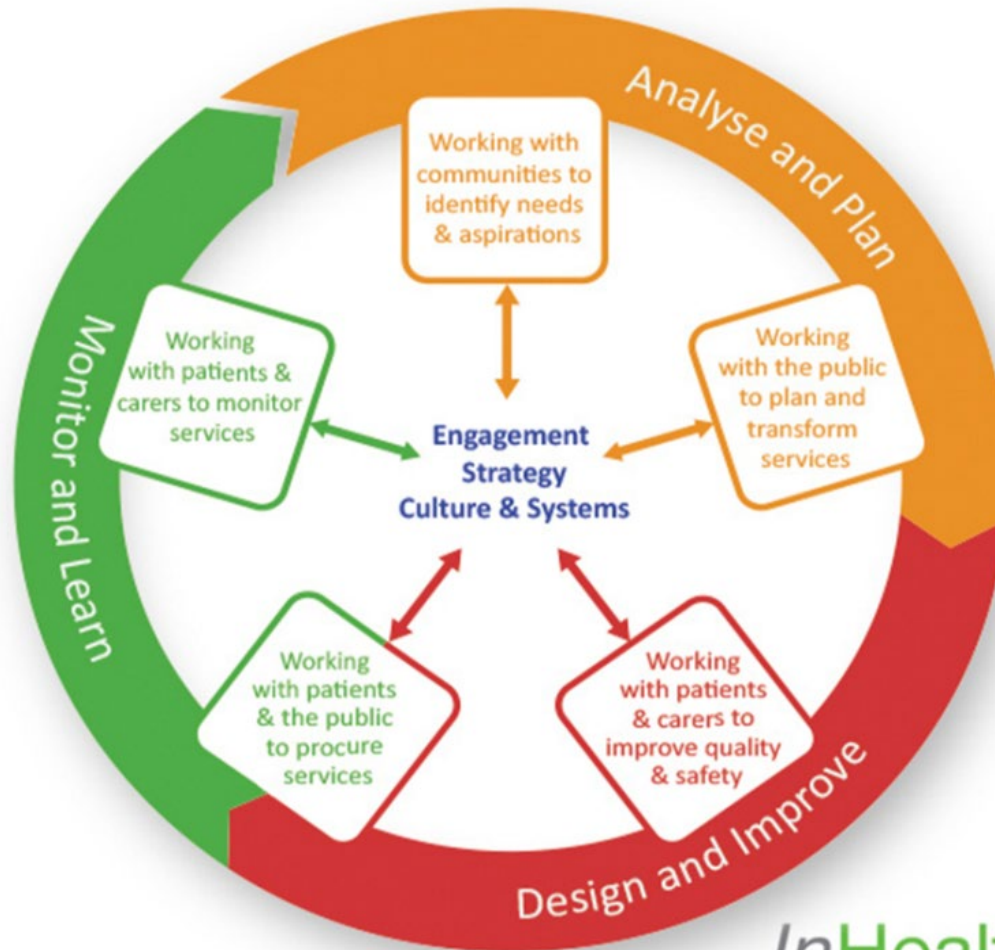 Analyse and Plan
Working with
communities to
identify needs
& aspirations
Working
with the public
to plan and
transform
services
Working
with patients &
carers to monitor
services
Monitor and Learn
Engagement
Strategy
Culture & Systems
Working
with patients
& the public
to procure
services
Working
with patients
& carers to
improve quality
& safety
Design and Improve